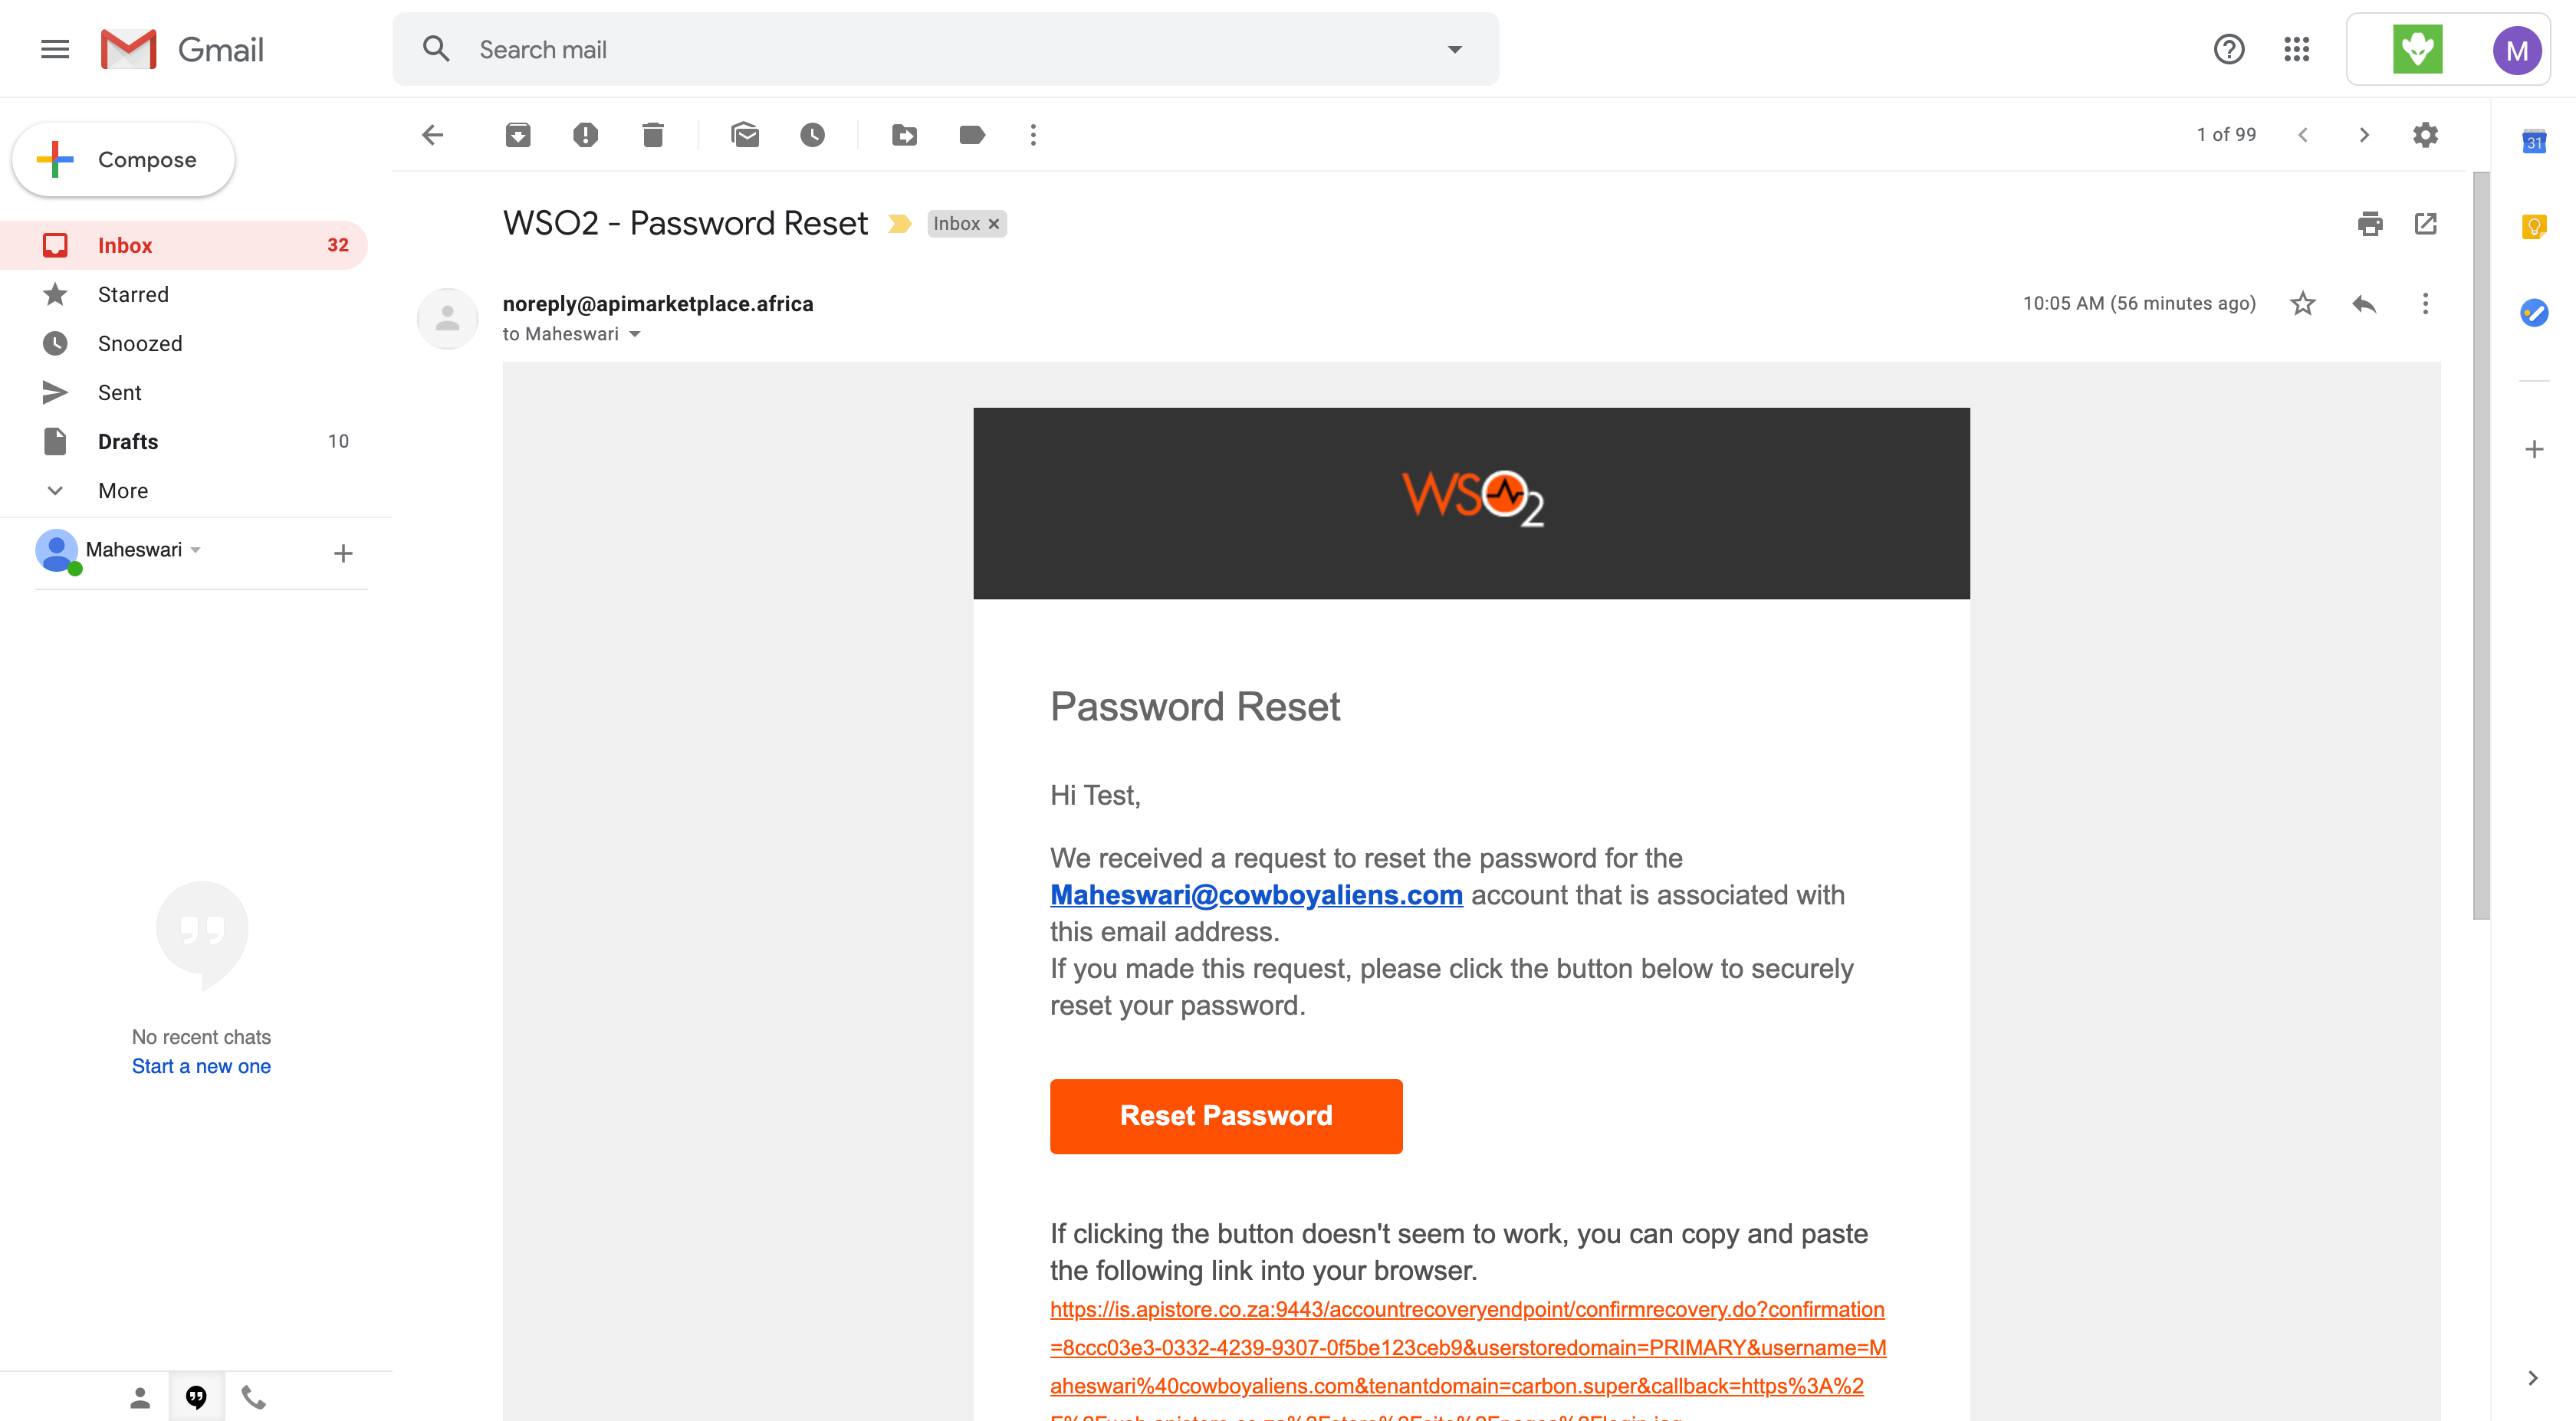 Gmail
Search mail
M
Compose
1 of 99
31
WSO2 - Password Reset
Inbox
Inbox 32
Starred
Snoozed
Sent
Drafts 10
More
Maheswari
noreply@apimarketplace.africa
10:05 AM (56 minutes ago)
to Maheswari
WSO2
Password Reset
Hi Test,
We received a request to reset the password for the
Maheswari@cowboyaliens.com account that is associated with
this email address.
If you made this request, please click the button below to securely
reset your password.
Reset Password
If clicking the button doesn't seem to work, you can copy and paste
the following link into your browser.
https://is.apistore.co.za:9443/accountrecoveryendpoint/confirmrecovery.do?confirmation
=8ccc03e3-0332-4239-9307-0f5be123ceb9&userstoredomain=PRIMARY&username=M
aheswari%40cowboyaliens.com&tenantdomain=carbon.super&callback=https%3A%2
No recent chats
Start a new one